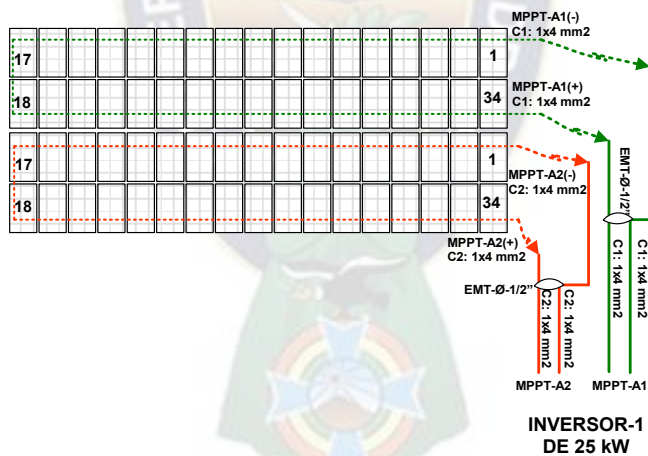 MPPT-A1(-)
C1: 1x4 mm2
17
1
MPPT-A1(+)
C1: 1x4 mm2
18
34
17
1
MPPT-A2(-)
C2: 1x4 mm2
18
34
MPPT-A2(+)
C2: 1x4 mm2
EMT-Ø-1/2"
EMT-Ø-1/2"
C2: 1x4 mm2
C2: 1x4 mm2
C1: 1x4 mm2
C1: 1x4 mm2
MPPT-A2
MPPT-A1
INVERSOR-1
DE 25 kW